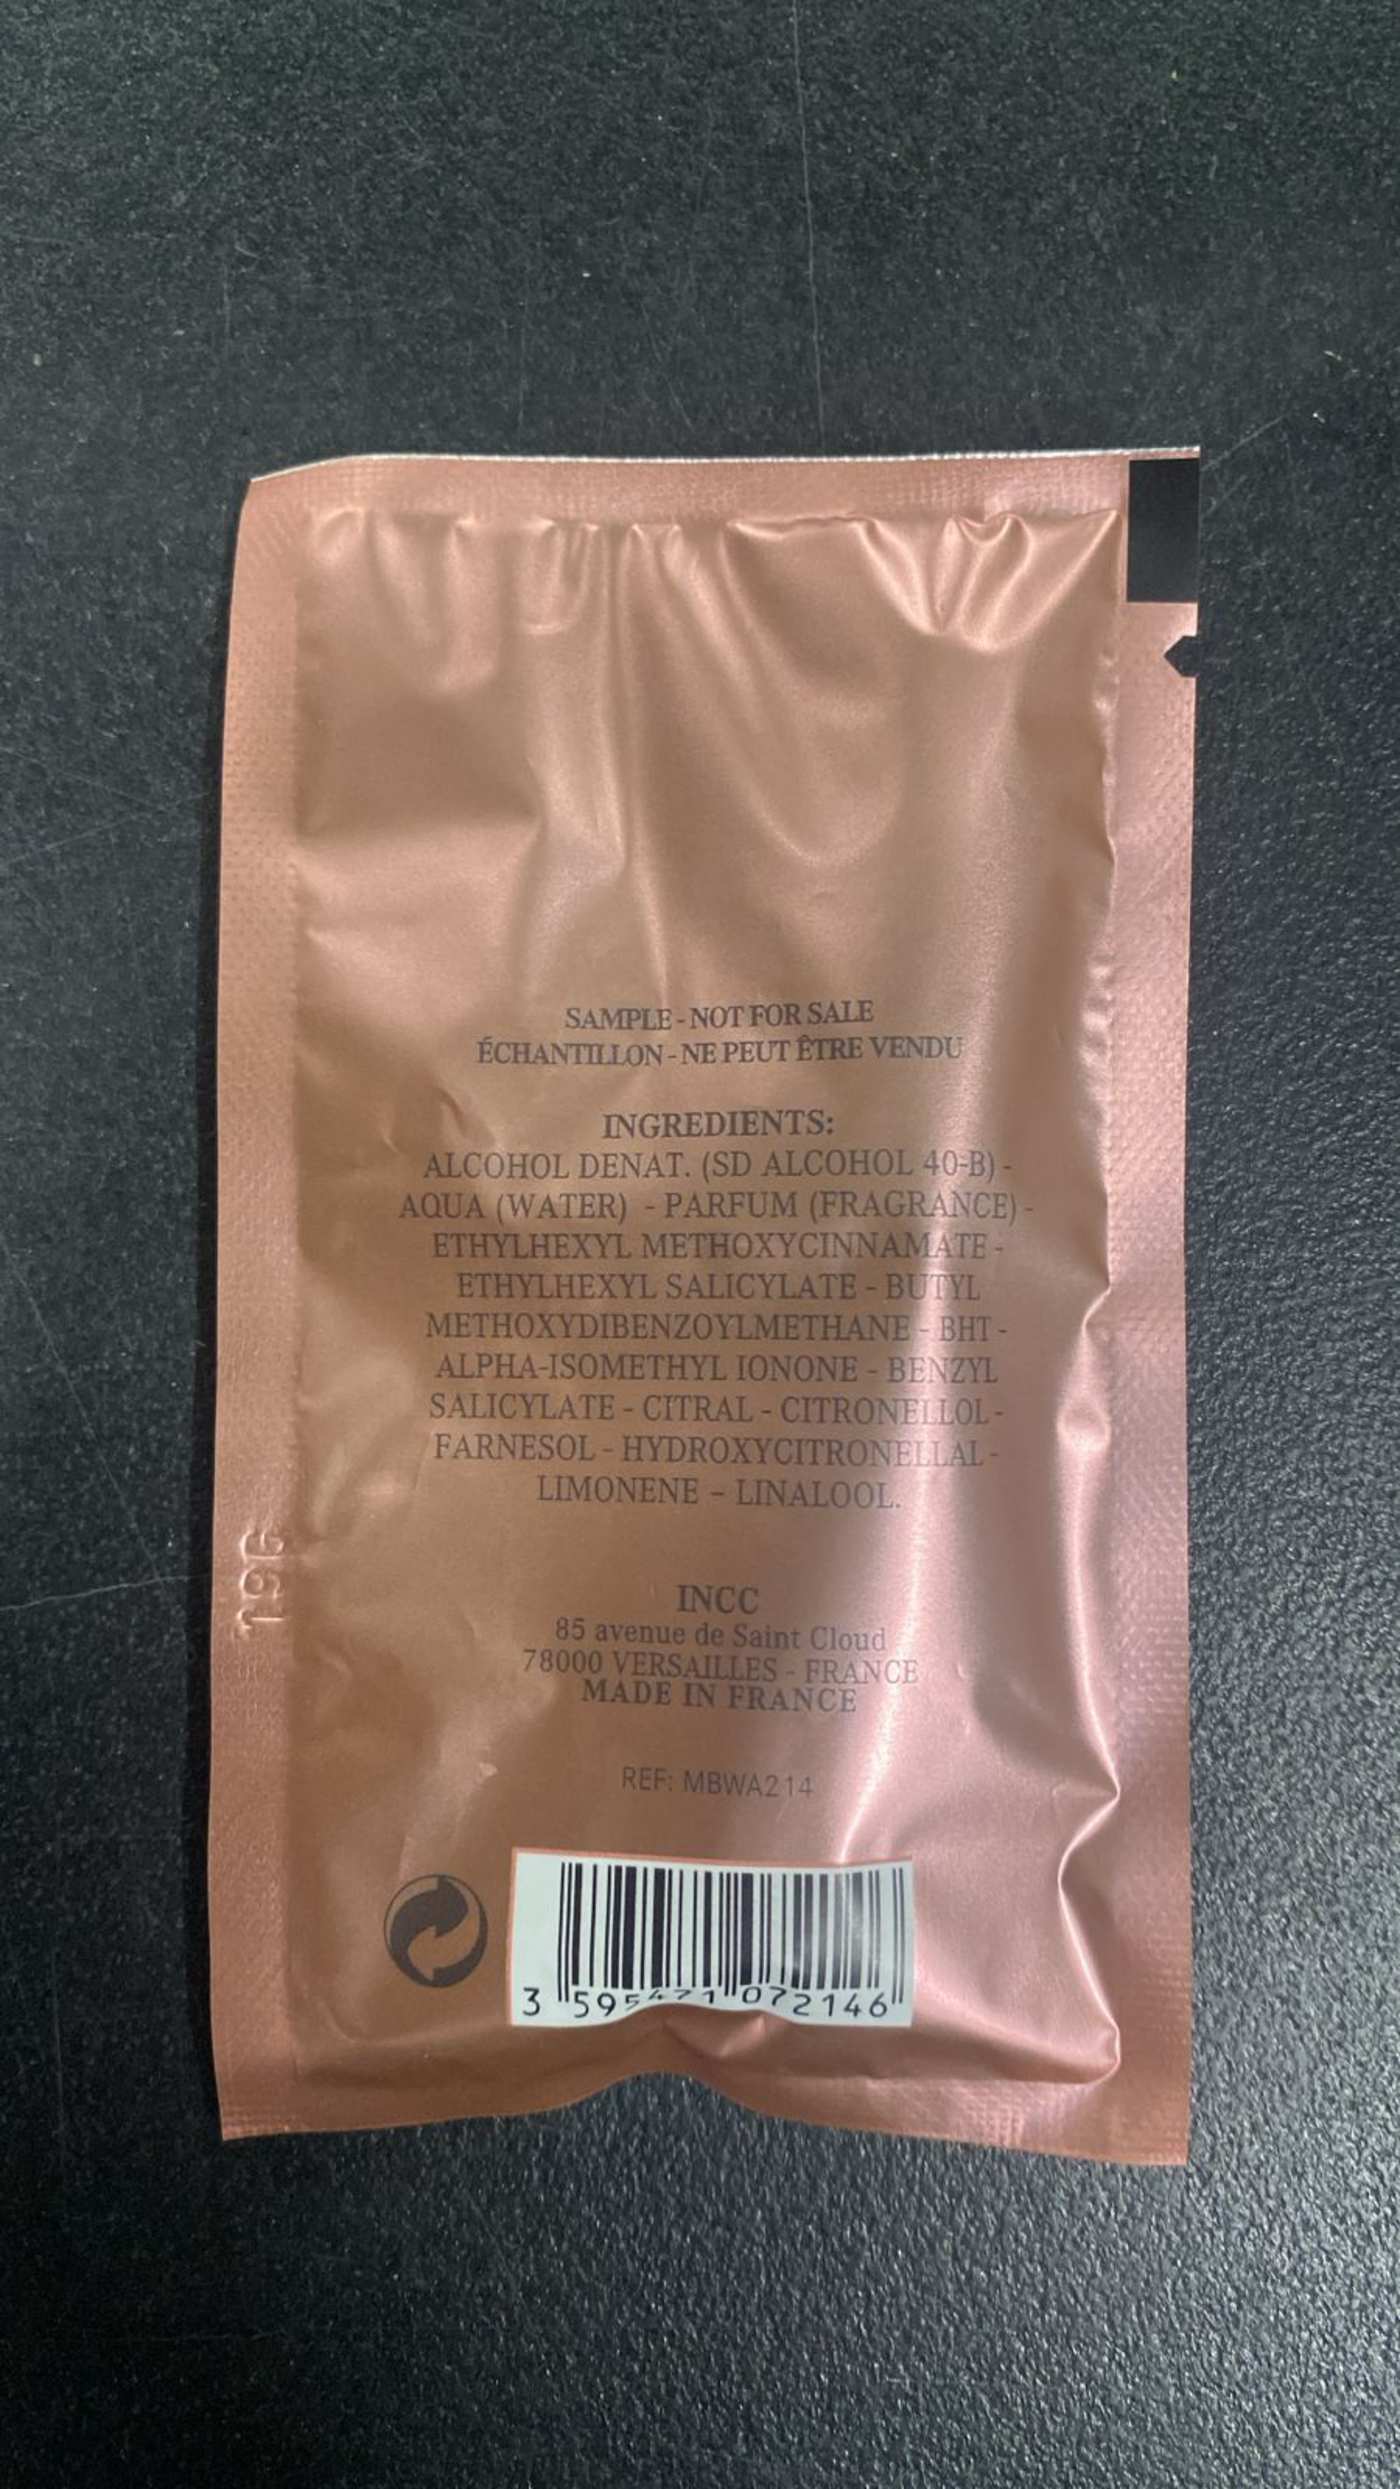 SAMPLE - NOT FOR SALE
ÉCHANTILLON - NE PEUT ÊTRE VENDU
INGREDIENTS:
ALCOHOL DENAT. (SD ALCOHOL 40-B) -
AQUA (WATER) - PARFUM (FRAGRANCE) -
ETHYLHEXYL METHOXYCINNAMATE -
ETHYLHEXYL SALICYLATE - BUTYL
METHOXYDIBENZOYLMETHANE - BHT -
ALPHA-ISOMETHYL IONONE - BENZYL
SALICYLATE - CITRAL - CITRONELLOL -
FARNESOL - HYDROXYCITRONELLAL -
LIMONENE - LINALOOL.
INCC
85 avenue de Saint Cloud
78000 VERSAILLES - FRANCE
MADE IN FRANCE
REF: MBWA214
3 595471 072146